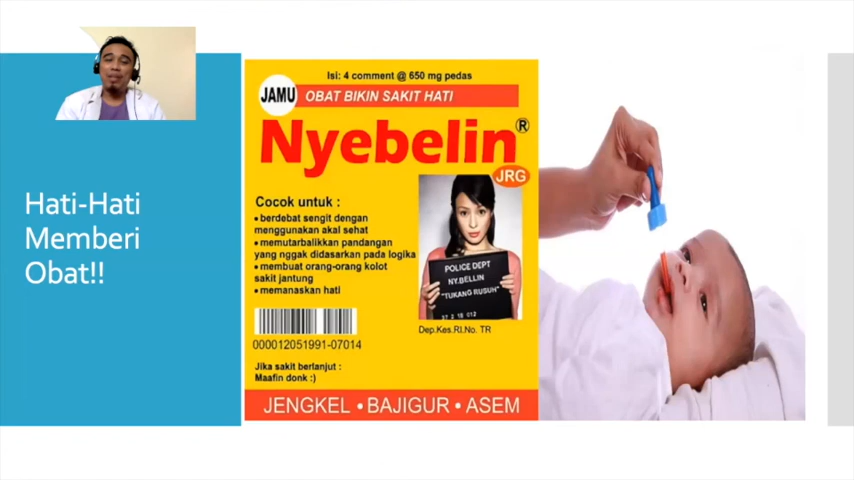 Hati-Hati
Memberi
Obat!!
Isi: 4 comment @ 650 mg pedas
JAMU OBAT BIKIN SAKIT HATI
Nyebelin®
JRG
Cocok untuk :
• berdebat sengit dengan
menggunakan akal sehat
• memutarbalikkan pandangan
yang nggak didasarkan pada logika
• membuat orang-orang kolot
sakit jantung
• memanaskan hati
POLICE DEPT
NY.BELLIN
"TUKANG RUSUH"
Dep.Kes.RI.No. TR
000012051991-07014
Jika sakit berlanjut :
Maafin donk :)
JENGKEL • BAJIGUR • ASEM